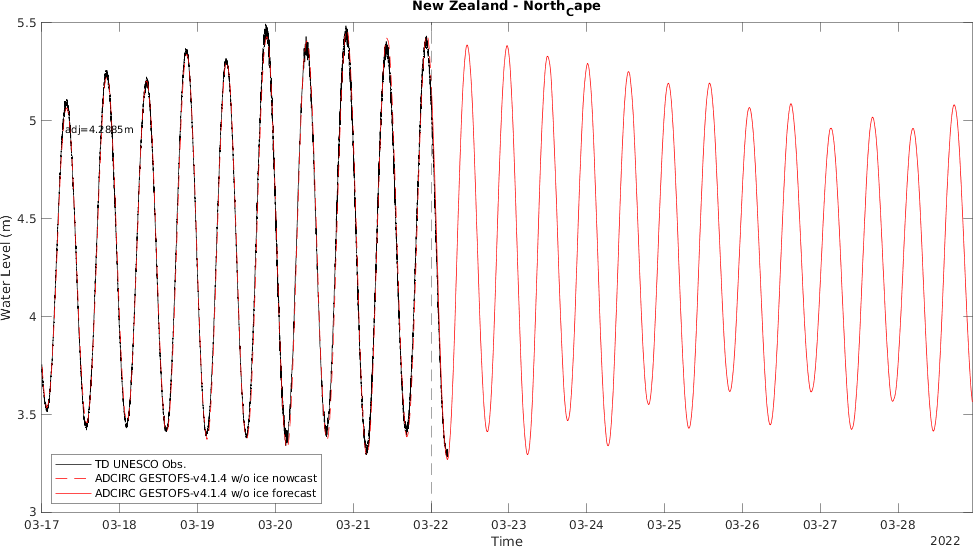 New Zealand - NorthCape
5.5
5
4.5
4
3.5
3
Water Level (m)
adj=4.2885m
TD UNESCO Obs.
ADCIRC GESTOFS-v4.1.4 w/o ice nowcast
ADCIRC GESTOFS-v4.1.4 w/o ice forecast
03-17 03-18 03-19 03-20 03-21 03-22 03-23 03-24 03-25 03-26 03-27 03-28
Time
2022